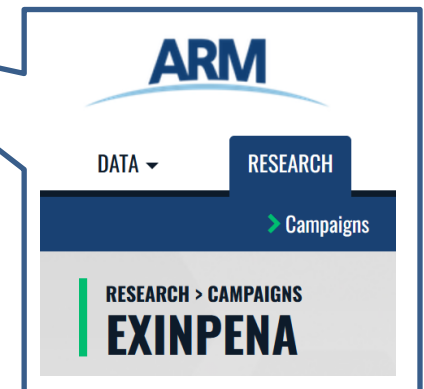 ARM
DATA RESEARCH
Campaigns
RESEARCH > CAMPAIGNS
EXINPENA